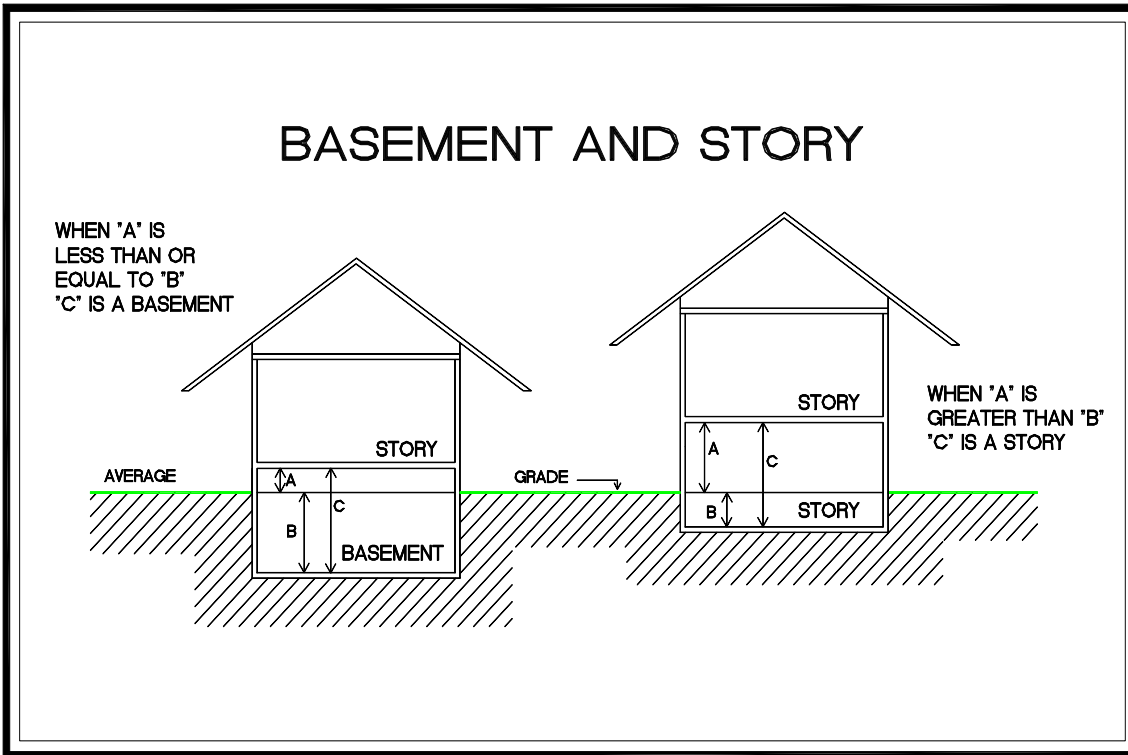 BASEMENT AND STORY
WHEN "A" IS
LESS THAN OR
EQUAL TO "B"
"C" IS A BASEMENT
STORY
AVERAGE
A
C
B
BASEMENT
GRADE
STORY
A
C
B
STORY
WHEN "A" IS
GREATER THAN "B"
"C" IS A STORY